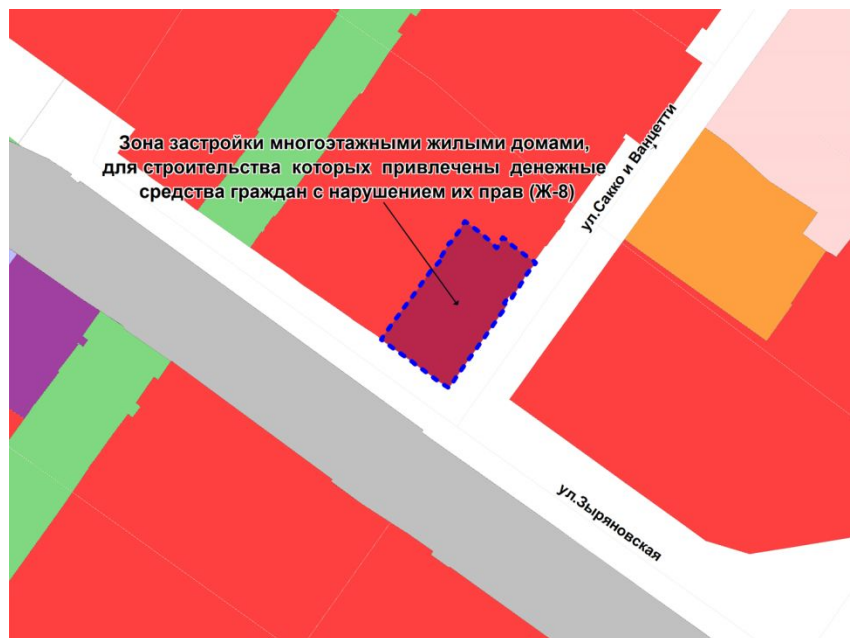 Зона застройки многоэтажными жилыми домами,
для строительства которых привлечены денежные
средства граждан с нарушением их прав (Ж-8)
ул.Сакко и Ванцетти
ул.Зыряновская